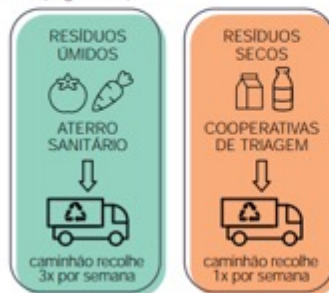 RESÍDUOS
ÚMIDOS
ATERRO
SANITÁRIO
caminhão recolhe
3x por semana
RESÍDUOS
SECOS
COOPERATIVAS
DE TRIAGEM
caminhão recolhe
1x por semana